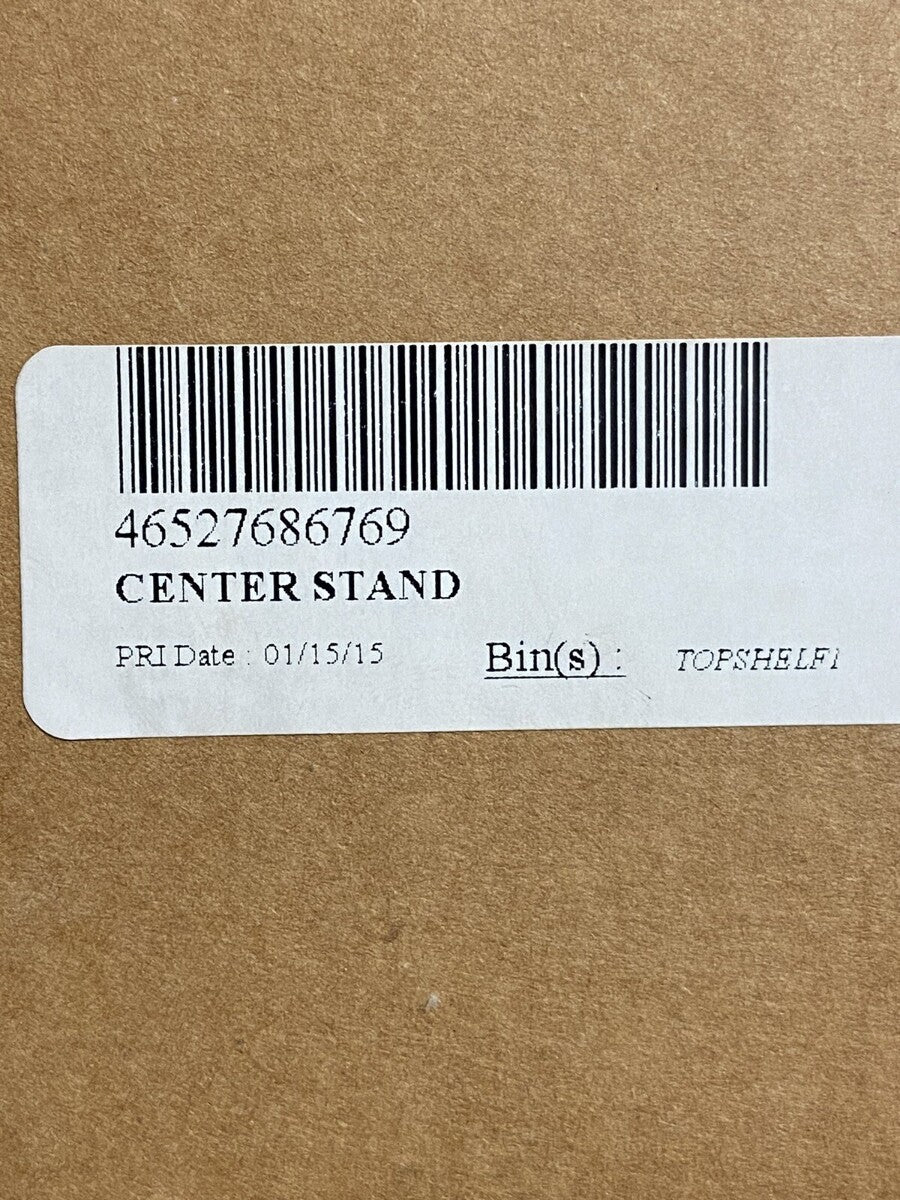 46527686769
CENTER STAND
PRI Date : 01/15/15 Bin(s) : TOPSHELF1